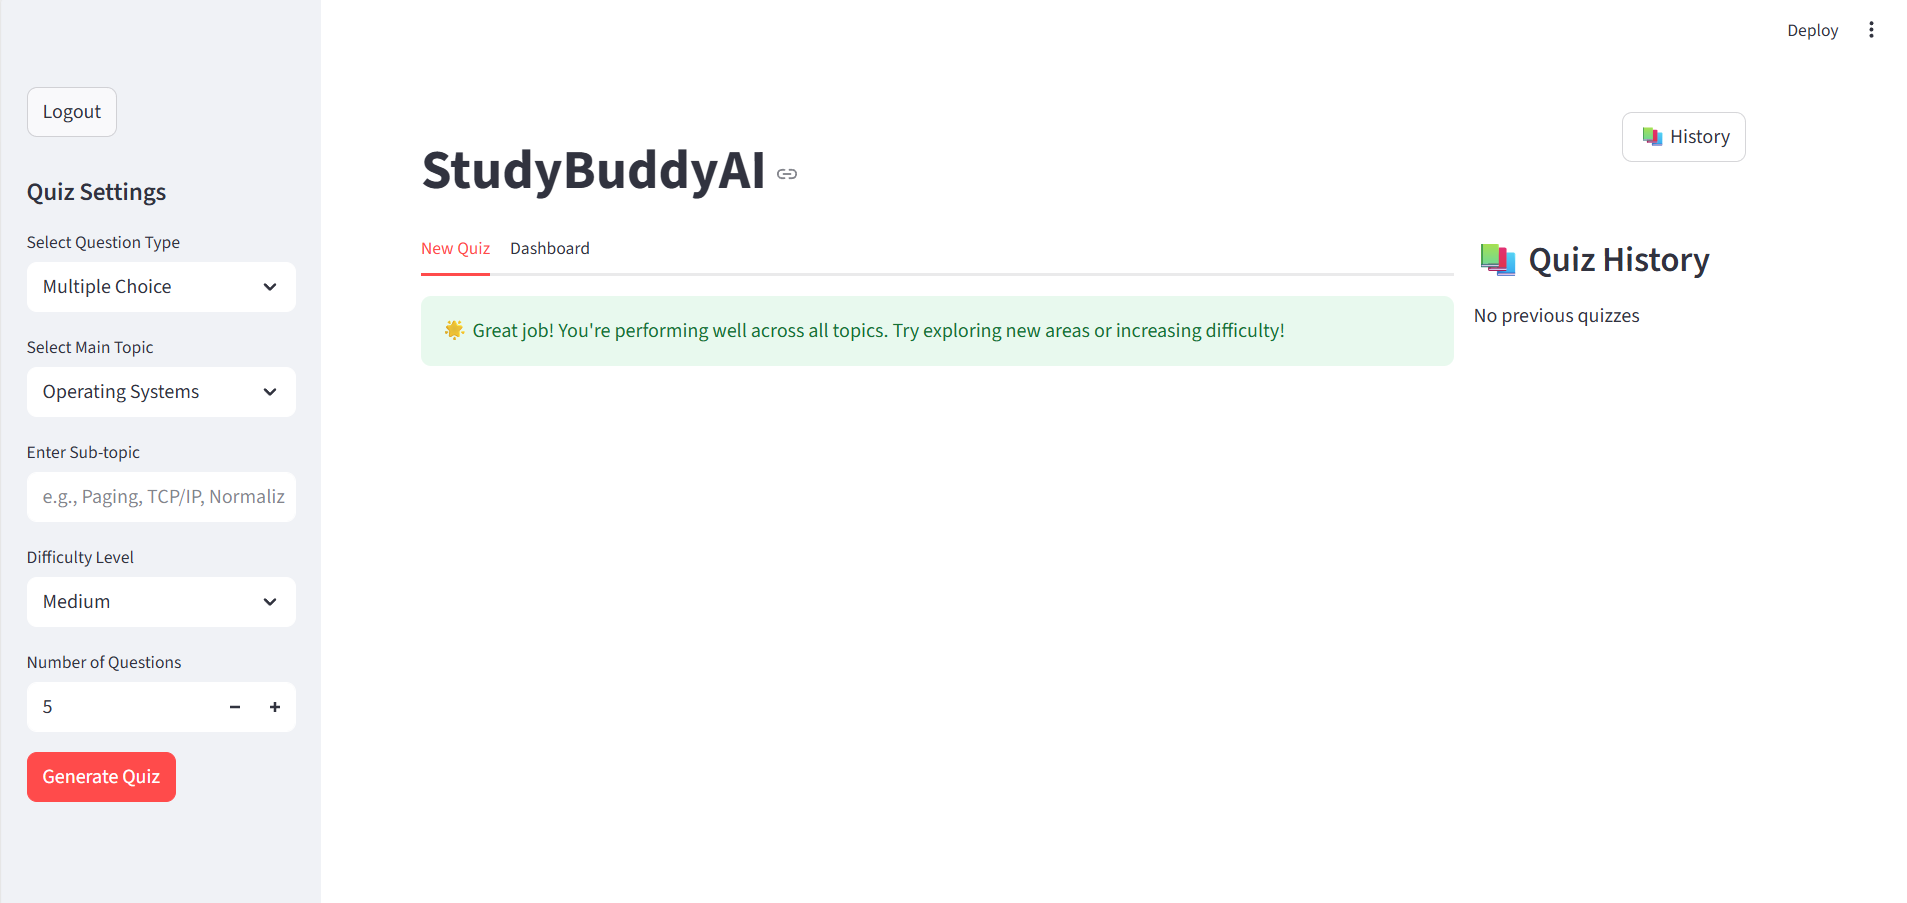 Deploy
Logout
Quiz Settings
Select Question Type
Multiple Choice
Select Main Topic
Operating Systems
Enter Sub-topic
e.g., Paging, TCP/IP, Normaliz
Difficulty Level
Medium
Number of Questions
5
Generate Quiz
History
StudyBuddyAI
New Quiz Dashboard
Great job! You're performing well across all topics. Try exploring new areas or increasing difficulty!
Quiz History
No previous quizzes